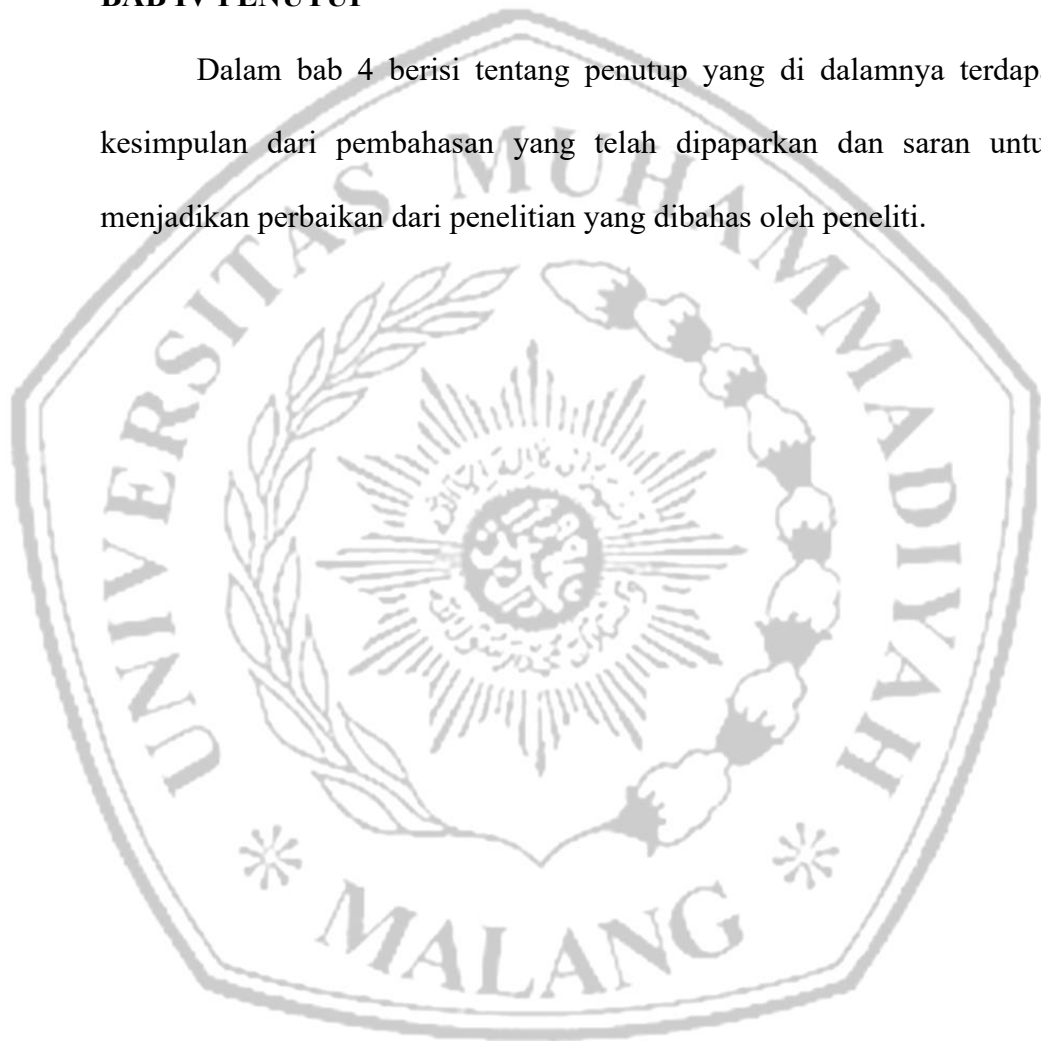 BAB IV PENUTUP
Dalam bab 4 berisi tentang penutup yang di dalamnya terdapa
kesimpulan dari pembahasan yang telah dipaparkan dan saran untu
menjadikan perbaikan dari penelitian yang dibahas oleh peneliti.
UNIVERSITAS MUHAMMADIYAH
MALANG